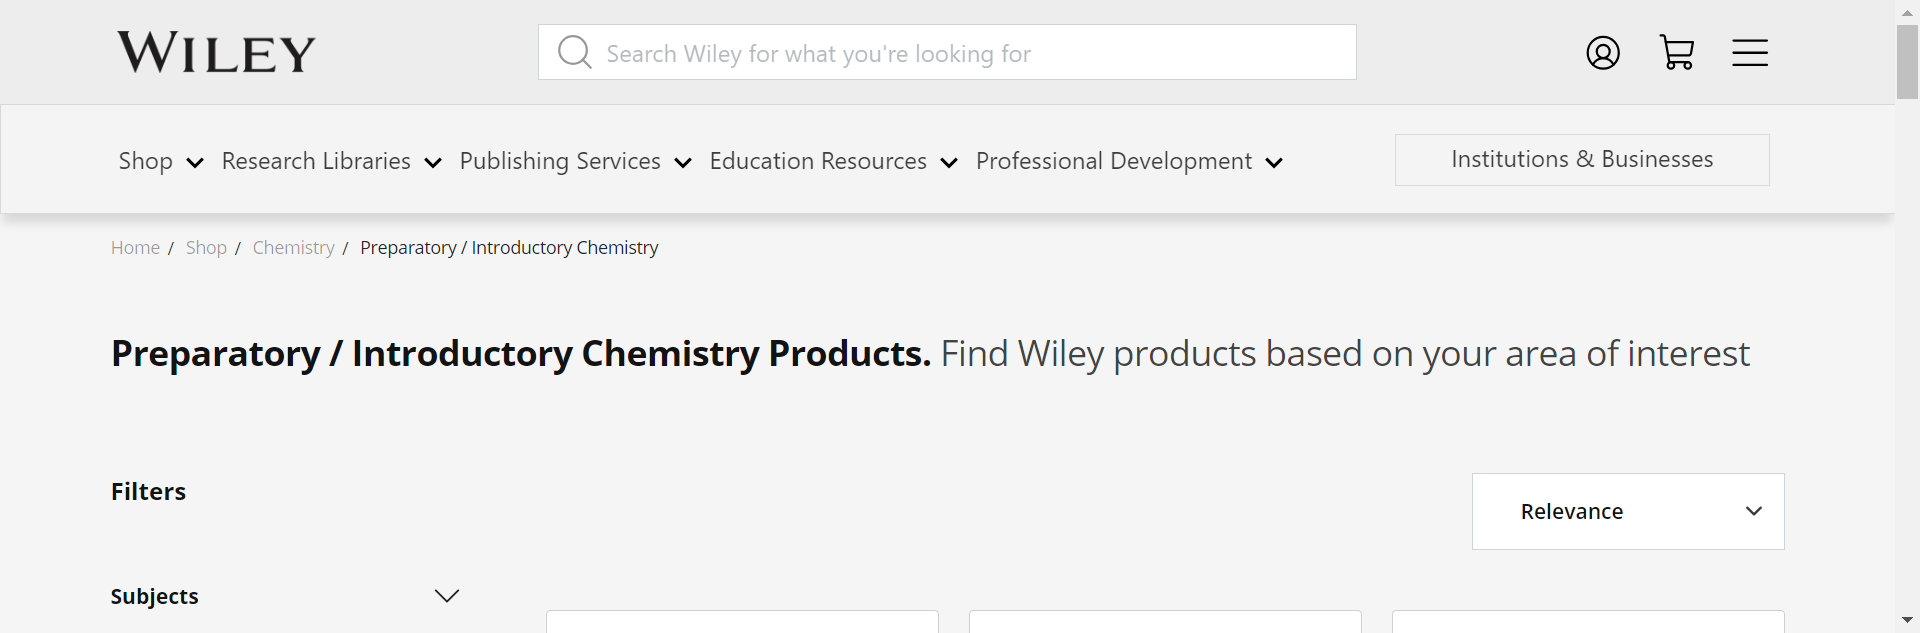 WILEY
Search Wiley for what you're looking for
Shop Research Libraries Publishing Services Education Resources Professional Development Institutions & Businesses
Home / Shop / Chemistry / Preparatory / Introductory Chemistry
Preparatory / Introductory Chemistry Products. Find Wiley products based on your area of interest
Filters
Relevance
Subjects